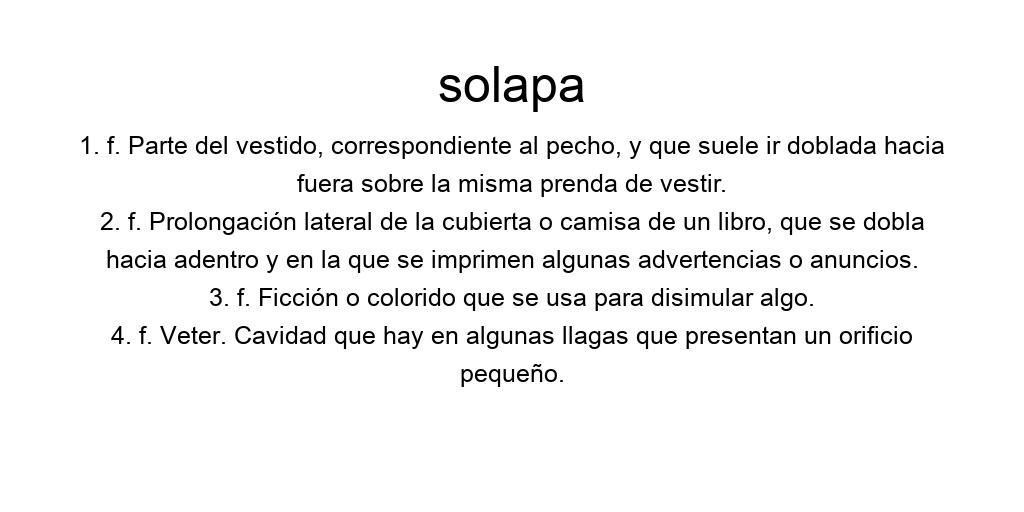 solapa
1. f. Parte del vestido, correspondiente al pecho, y que suele ir doblada hacia
fuera sobre la misma prenda de vestir.
2. f. Prolongación lateral de la cubierta o camisa de un libro, que se dobla
hacia adentro y en la que se imprimen algunas advertencias o anuncios.
3. f. Ficción o colorido que se usa para disimular algo.
4. f. Veter. Cavidad que hay en algunas llagas que presentan un orificio
pequeño.